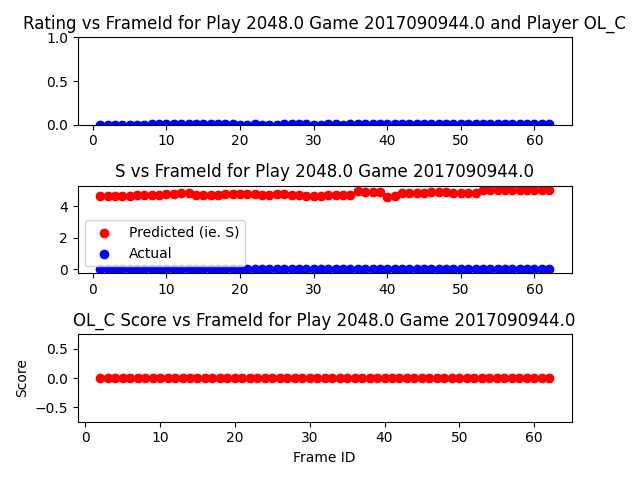 Rating vs FrameId for Play 2048.0 Game 2017090944.0 and Player OL_C
1.0
0.5
0.0
0 10 20 30 40 50 60
S vs FrameId for Play 2048.0 Game 2017090944.0
4
2
0
Predicted (ie. S)
Actual
0 10 20 30 40 50 60
OL_C Score vs FrameId for Play 2048.0 Game 2017090944.0
Score
0.5
0.0
−0.5
0 10 20 30 40 50 60
Frame ID